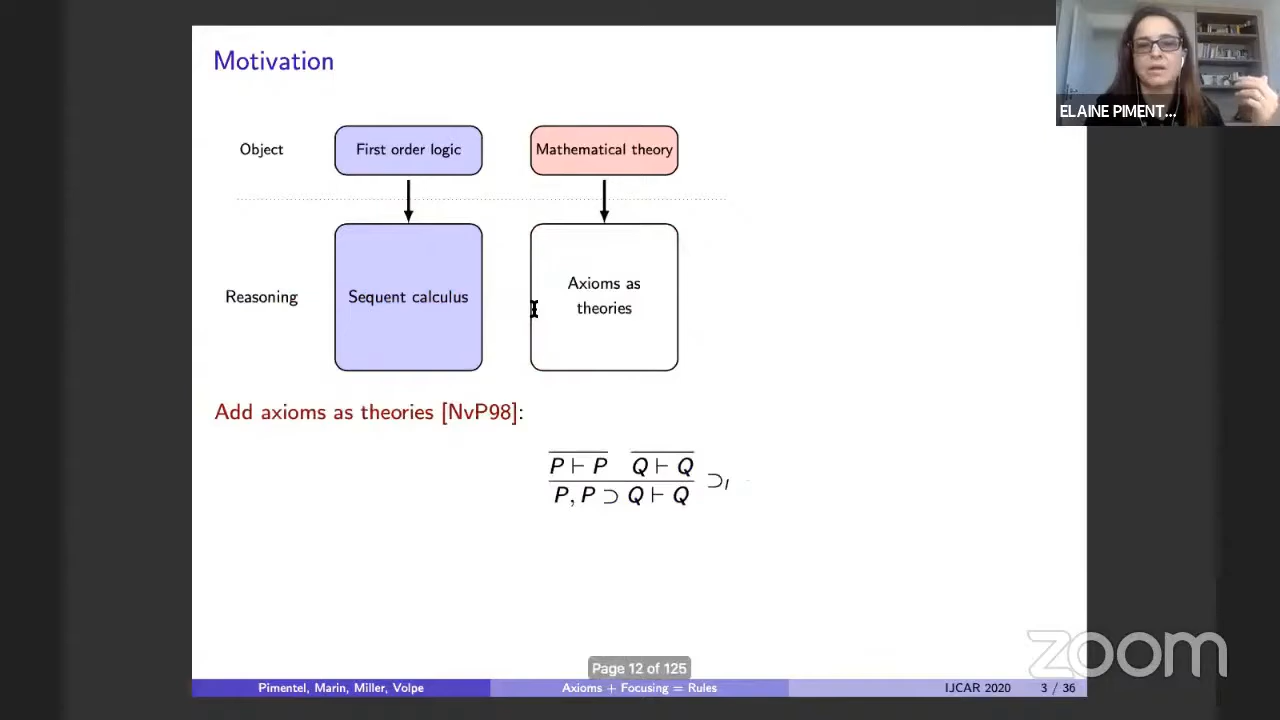 Motivation
ELAINE PIMENT...
Object
First order logic
Mathematical theory
Reasoning
Sequent calculus
Axioms as
theories
Add axioms as theories [NvP98]:
P ⊢ P Q ⊢ Q
P, P ⊃ Q ⊢ Q ⊃l
zoom
Page 12 of 125
Pimentel, Marin, Miller, Volpe Axioms + Focusing = Rules IJCAR 2020 3 / 36